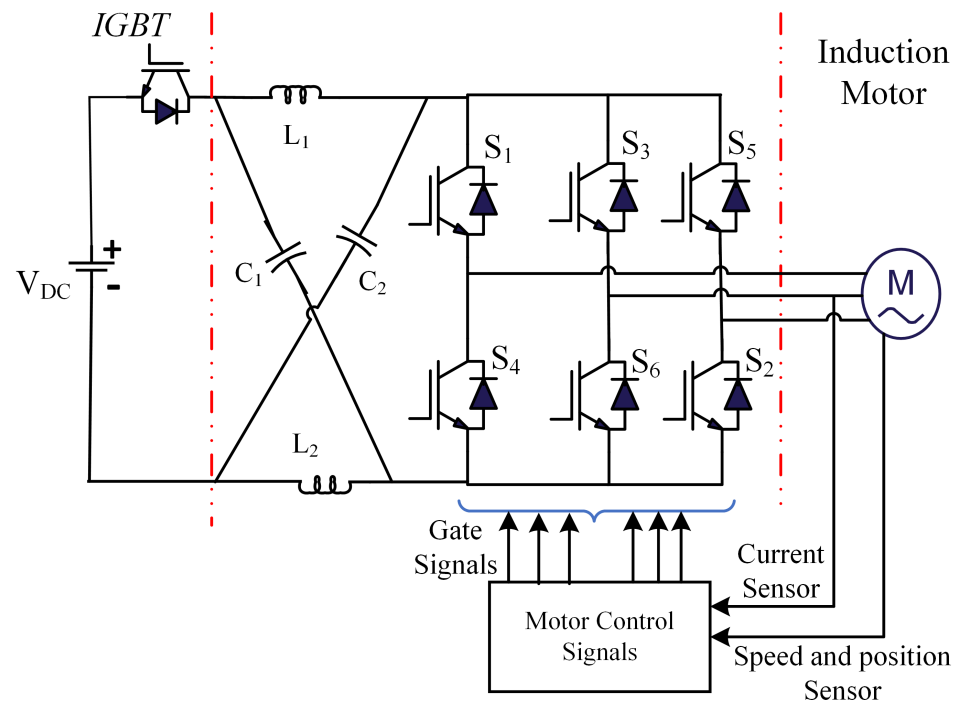 IGBT
Induction
Motor
L₁
S₁
S₃
S₅
+
V_DC
-
C₁
C₂
M
S₄
S₆
S₂
L₂
Gate
Signals
Current
Sensor
Motor Control
Signals
Speed and position
Sensor